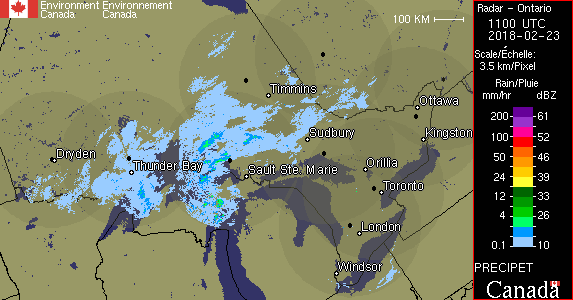 Environment Environnement
Canada Canada
100 KM
Timmins
Ottawa
Sudbury
Kingston
Dryden
Thunder Bay
Sault Ste. Marie
Orillia
Toronto
London
Windsor
Radar - Ontario
1100 UTC
2018-02-23
Scale/Échelle:
3.5 km/Pixel
Rain/Pluie
mm/hr dBZ
200 61
100 52
50 46
24 39
12 33
4 26
0.1 10
PRECIPET
Canada